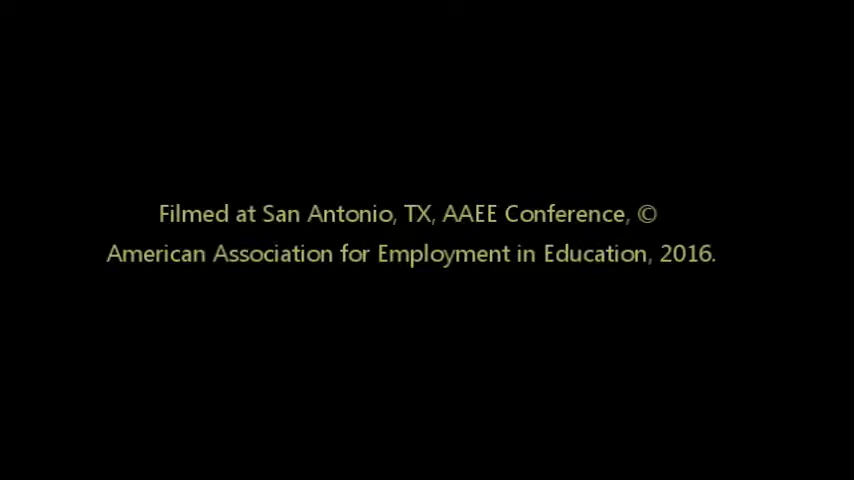 Filmed at San Antonio, TX, AAEE Conference, ©
American Association for Employment in Education, 2016.